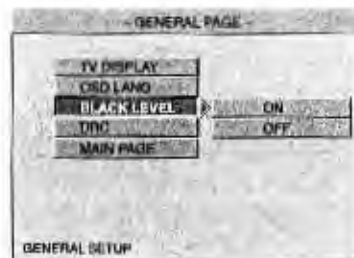 - GENERAL PAGE -
TV DISPLAY
OSD LANG
BLACK LEVEL
ON
DRC
OFF
MAIN PAGE
GENERAL SETUP